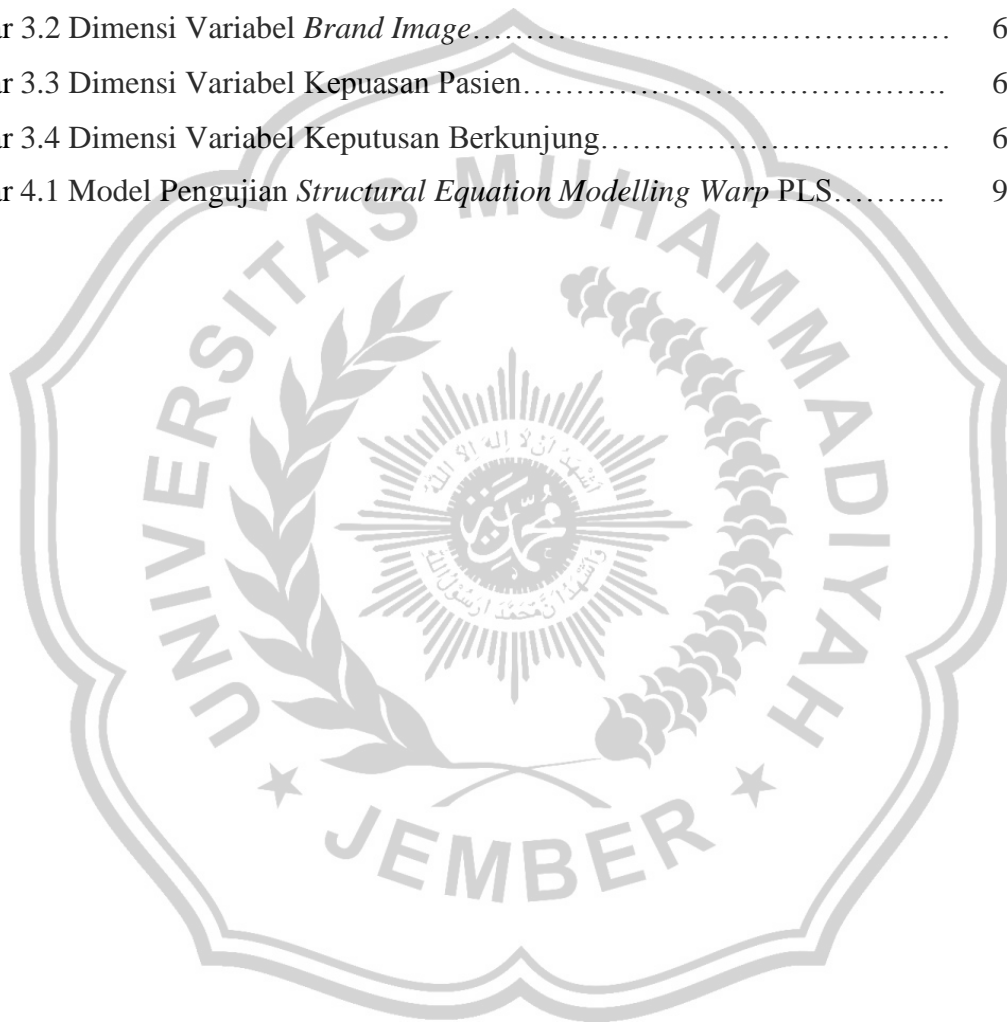 ar 3.2 Dimensi Variabel Brand Image………………………………………… 6
ar 3.3 Dimensi Variabel Kepuasan Pasien……………………………………. 6
ar 3.4 Dimensi Variabel Keputusan Berkunjung……………………………… 6
ar 4.1 Model Pengujian Structural Equation Modelling Warp PLS……….. 9
UNIVERSITAS MUHAMMADIYAH
JEMBER